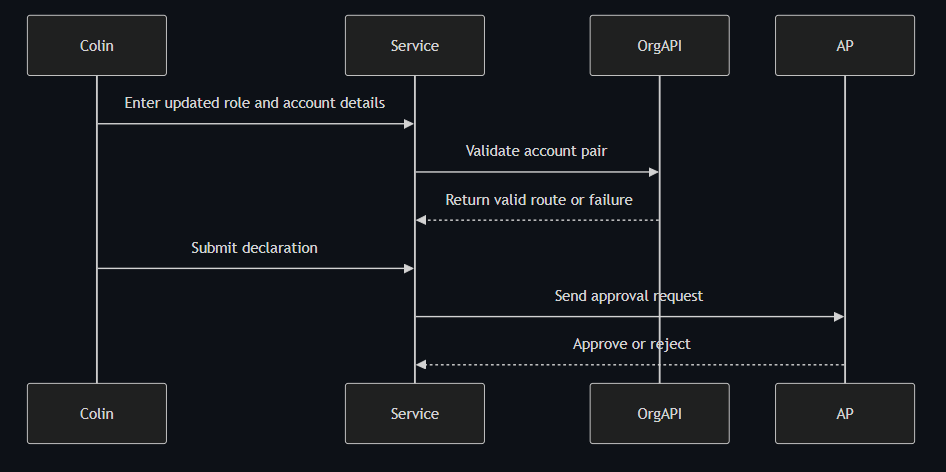 Colin
Service
OrgAPI
AP
Enter updated role and account details
Validate account pair
Return valid route or failure
Submit declaration
Send approval request
Approve or reject
Colin
Service
OrgAPI
AP